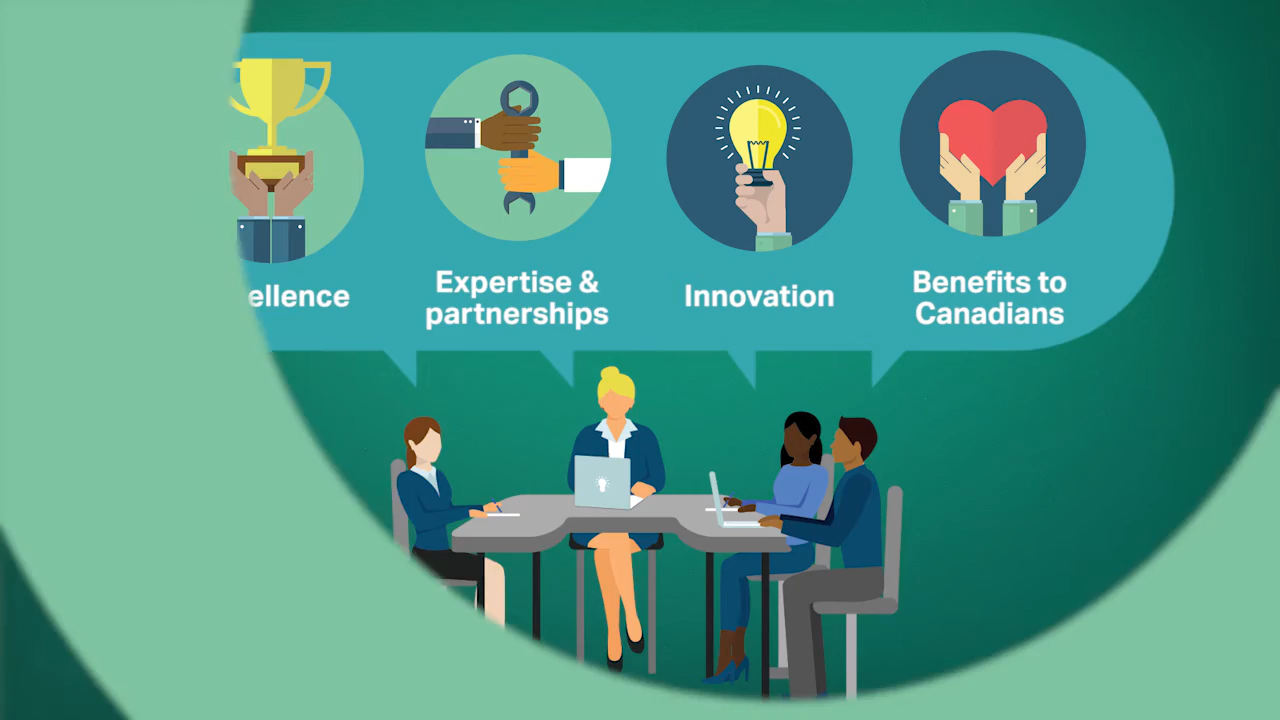 ellence
Expertise &
partnerships
Innovation
Benefits to
Canadians